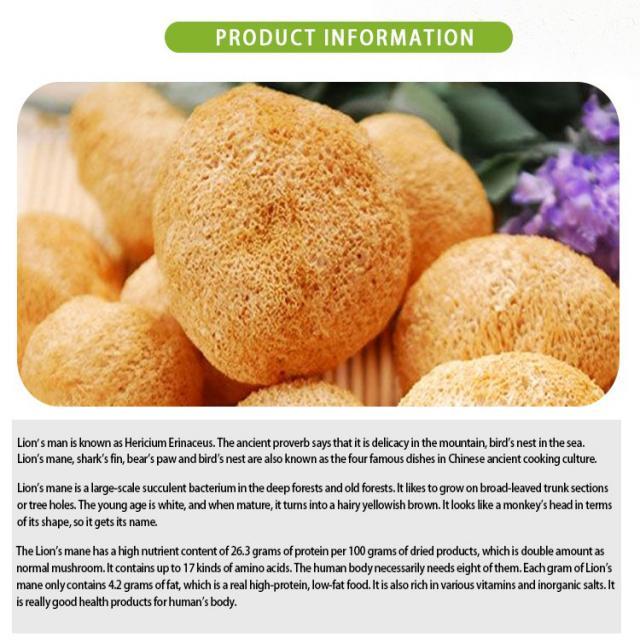 PRODUCT INFORMATION
Lion's man is known as Hericium Erinaceus. The ancient proverb says that it is delicacy in the mountain, bird's nest in the sea.
Lion's mane, shark's fin, bear's paw and bird's nest are also known as the four famous dishes in Chinese ancient cooking culture.
Lion's mane is a large-scale succulent bacterium in the deep forests and old forests. It likes to grow on broad-leaved trunk sections
or tree holes. The young age is white, and when mature, it turns into a hairy yellowish brown. It looks like a monkey's head in terms
of its shape, so it gets its name.
The Lion's mane has a high nutrient content of 26.3 grams of protein per 100 grams of dried products, which is double amount as
normal mushroom. It contains up to 17 kinds of amino acids. The human body necessarily needs eight of them. Each gram of Lion's
mane only contains 4.2 grams of fat, which is a real high-protein, low-fat food. It is also rich in various vitamins and inorganic salts. It
is really good health products for human's body.